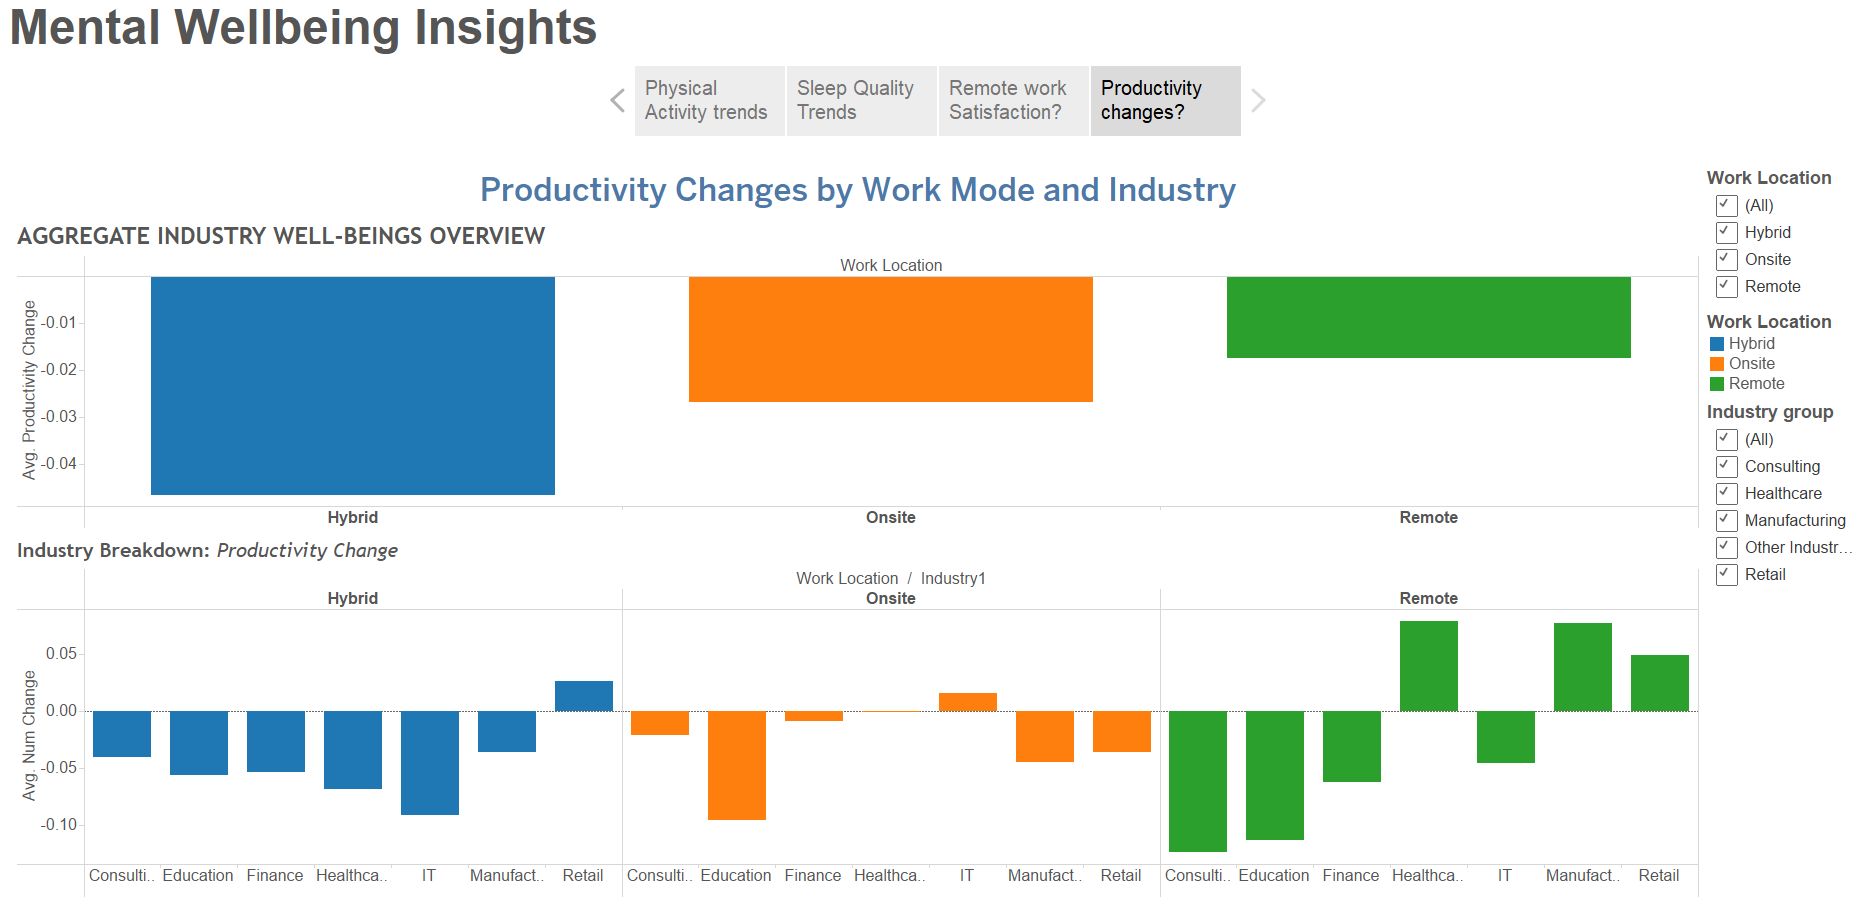 Mental Wellbeing Insights
Physical
Activity trends
Sleep Quality
Trends
Remote work
Satisfaction?
Productivity
changes?
Productivity Changes by Work Mode and Industry
AGGREGATE INDUSTRY WELL-BEINGS OVERVIEW
Work Location
Avg. Productivity Change
-0.01
-0.02
-0.03
-0.04
Hybrid Onsite Remote
Industry Breakdown: Productivity Change
Work Location / Industry1
Hybrid Onsite Remote
Avg. Num Change
0.05
0.00
-0.05
-0.10
Consulti.. Education Finance Healthca.. IT Manufact.. Retail Consulti.. Education Finance Healthca.. IT Manufact.. Retail Consulti.. Education Finance Healthca.. IT Manufact.. Retail
Work Location
(All)
Hybrid
Onsite
Remote
Work Location
Hybrid
Onsite
Remote
Industry group
(All)
Consulting
Healthcare
Manufacturing
Other Industr...
Retail